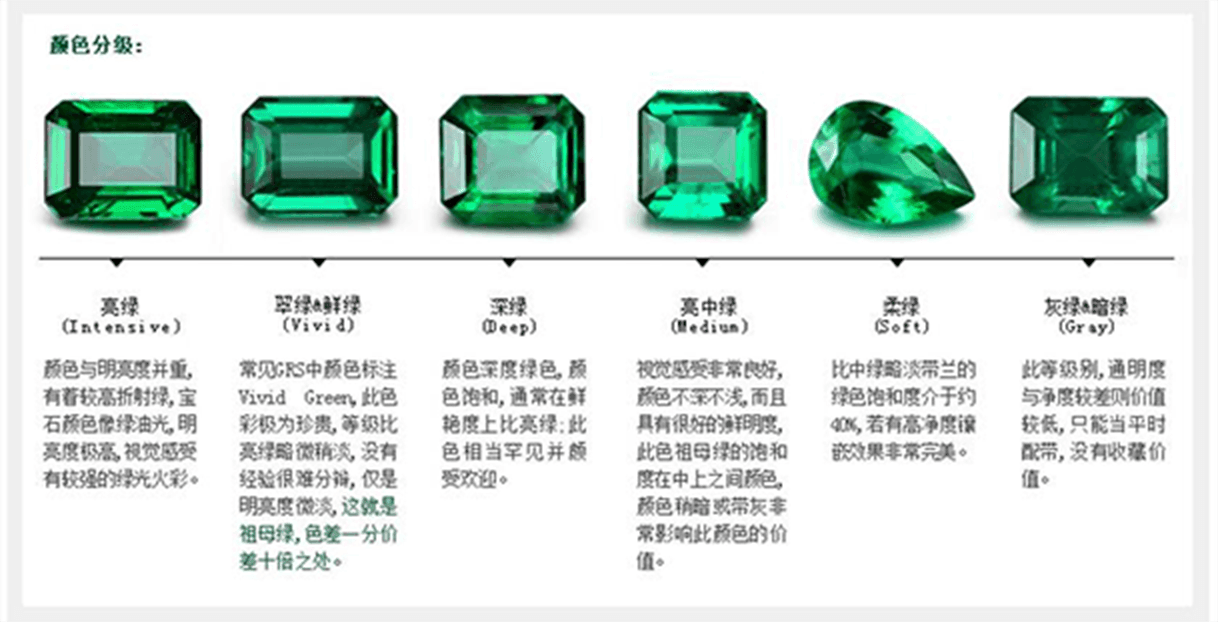 颜色分级:
亮绿
(Intensive)
颜色与明亮度并重,
有着较高折射绿,宝
石颜色像绿油光,明
亮度极高,视觉感受
有较强的绿光火彩。
翠绿&鲜绿
(Vivid)
常见GRS中颜色标注
Vivid Green,此色
彩极为珍贵,等级比
亮绿略微稍淡,没有
经验很难分辩,仅是
明亮度微淡,这就是
祖母绿,色差一分价
差十倍之处。
深绿
(Deep)
颜色深度绿色,颜
色饱和,通常在鲜
艳度上比亮绿;此
色相当罕见并颇
受欢迎。
亮中绿
(Medium)
视觉感受非常良好,
颜色不深不浅,而且
具有很好的鲜明度,
此色祖母绿的饱和
度在中上之间颜色,
颜色稍暗或带灰非
常影响此颜色的价
值。
柔绿
(Soft)
比中绿略淡带兰的
绿色饱和度介于约
40%,若有高净度镶
嵌效果非常完美。
灰绿&暗绿
(Gray)
此等级别,通明度
与净度较差则价值
较低,只能当平时
配带,没有收藏价
值。